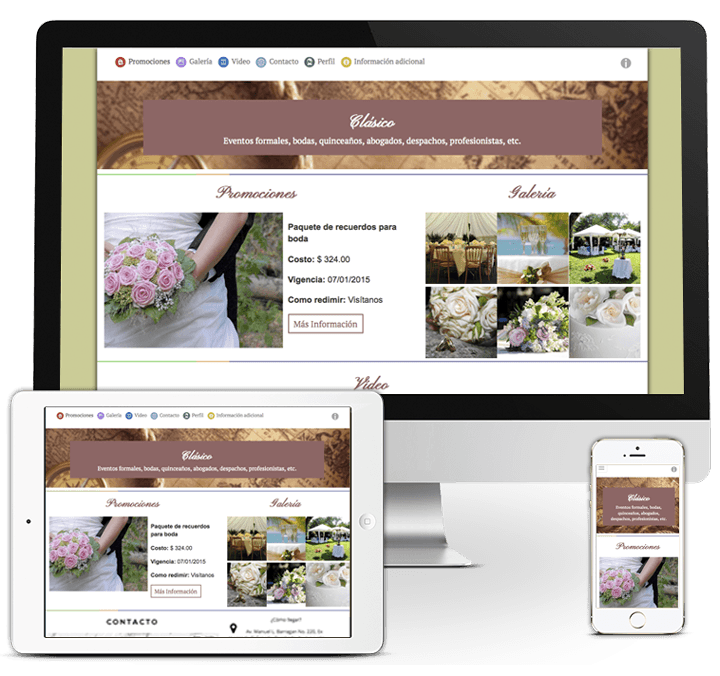 Promociones Galería Video Contacto Perfil Información adicional
Clásico
Eventos formales, bodas, quinceaños, abogados, despachos, profesionistas, etc.
Promociones
Galería
Paquete de recuerdos para
boda
Costo: $ 324.00
Vigencia: 07/01/2015
Como redimir: Visítanos
Más Información
Video
Promociones Galería Video Contacto Perfil Información adicional
Clásico
Eventos formales, bodas, quinceaños, abogados, despachos, profesionistas, etc.
Promociones
Galería
Paquete de recuerdos
para boda
Costo: $ 324.00
Vigencia: 07/01/2015
Como redimir: Visítanos
Más Información
CONTACTO
¿Cómo llegar?
Av. Manuel L. Barragan No. 225, Sx
Clásico
Eventos formales, bodas,
quinceaños, abogados,
despachos, profesionistas, etc.
Promociones